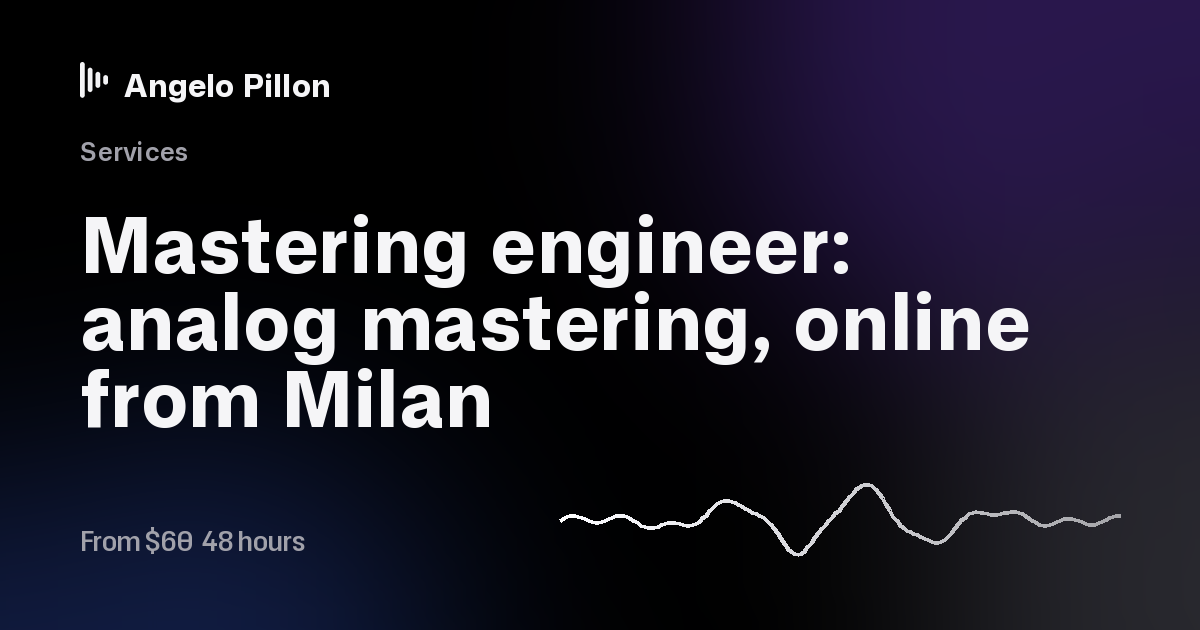 Angelo Pillon
Services
Mastering engineer:
analog mastering, online
from Milan
From $60 48 hours